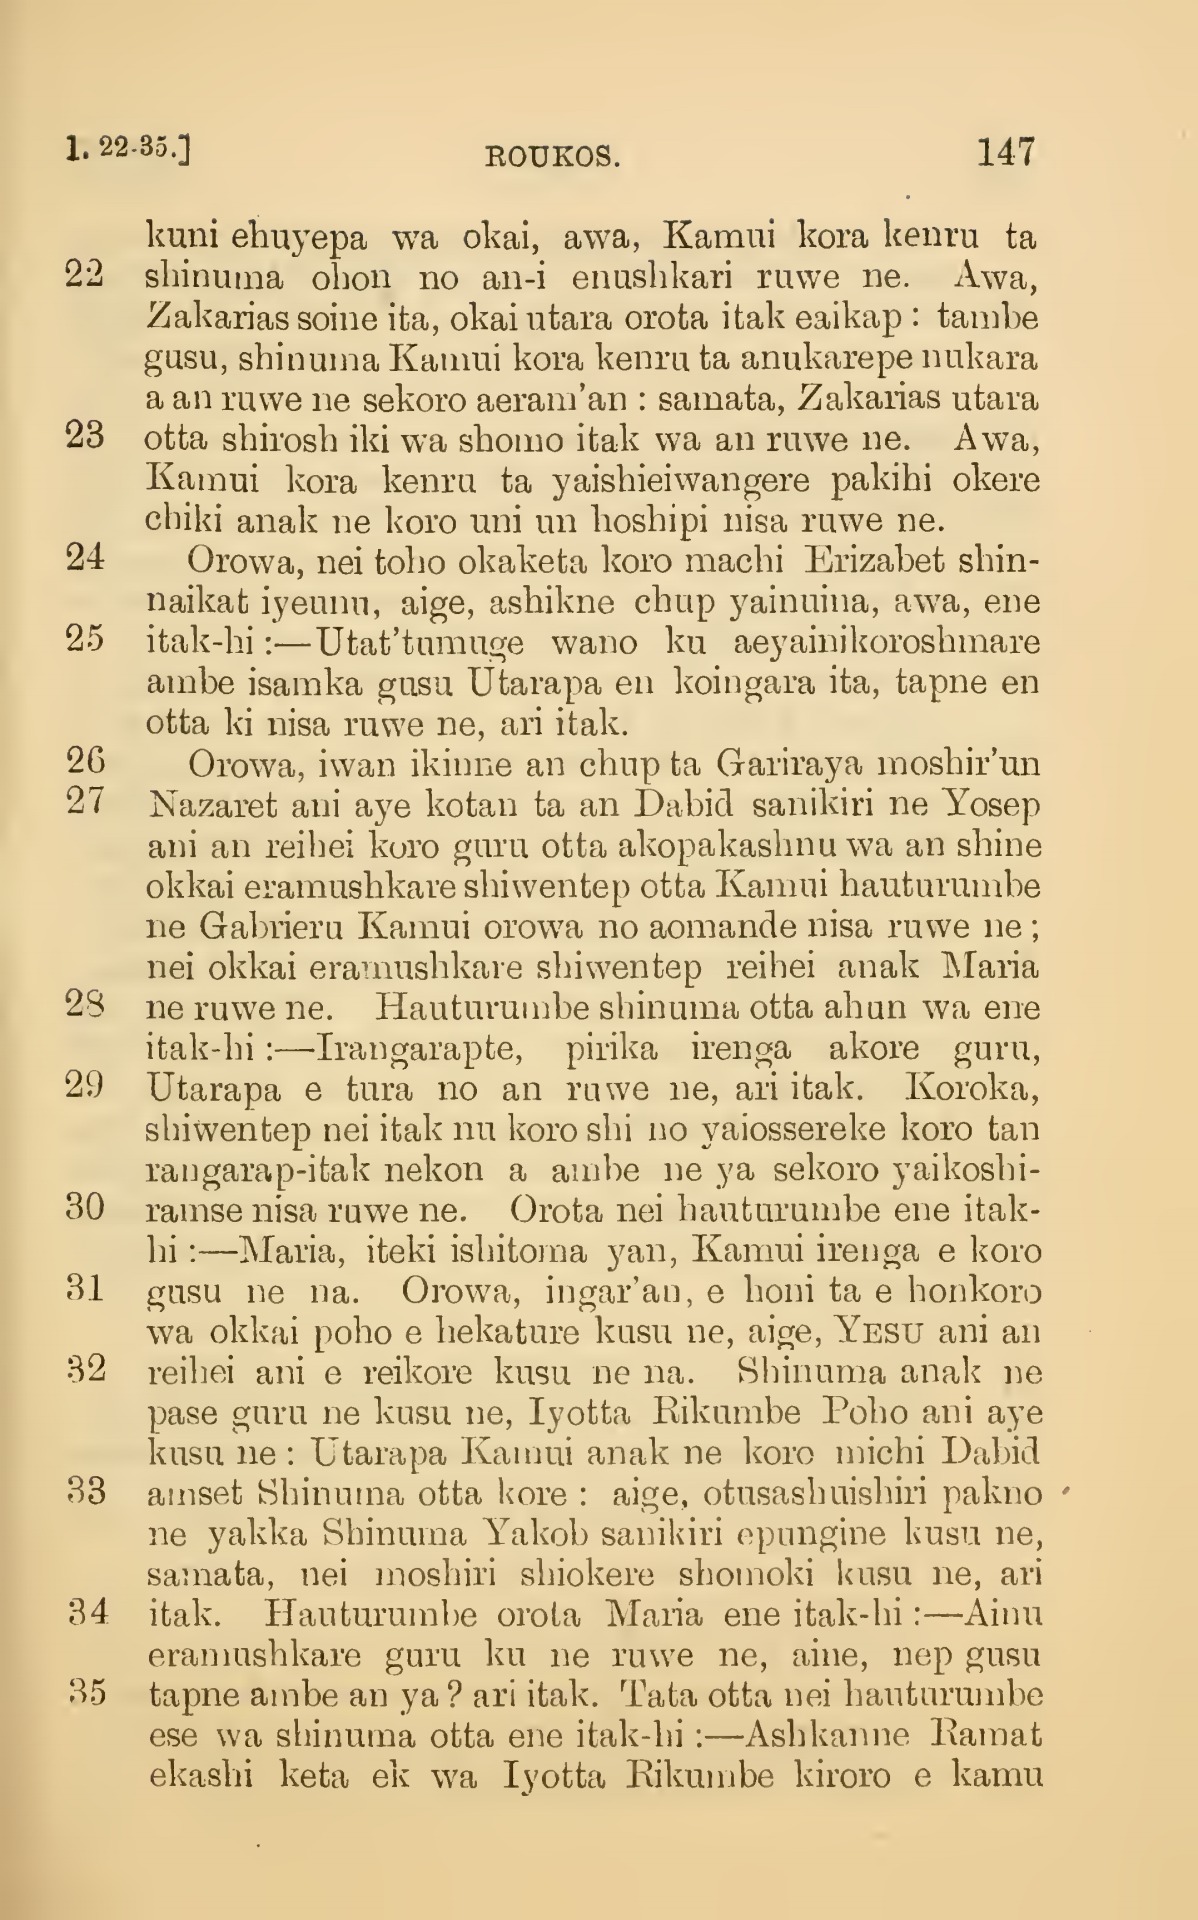 1. 22-35.] ROUKOS. 147
kuni ehuyepa wa okai, awa, Kamui kora kenru ta
22 shinuma ohon no an-i enushkari ruwe ne. Awa,
Zakarias soine ita, okai utara orota itak eaikap : tambe
gusu, shinuma Kamui kora kenru ta anukarepe nukara
a an ruwe ne sekoro aeram'an : samata, Zakarias utara
23 otta shirosh iki wa shomo itak wa an ruwe ne. Awa,
Kamui kora kenru ta yaishieiwangere pakihi okere
chiki anak ne koro uni un hoshipi nisa ruwe ne.
24 Orowa, nei toho okaketa koro machi Erizabet shin-
naikat iyeunu, aige, ashikne chup yainuina, awa, ene
25 itak-hi :—Utat'tumuge wano ku aeyainikoroshmare
ambe isamka gusu Utarapa en koingara ita, tapne en
otta ki nisa ruwe ne, ari itak.
26 Orowa, iwan ikinne an chup ta Gariraya moshir'un
27 Nazaret ani aye kotan ta an Dabid sanikiri ne Yosep
ani an reihei koro guru otta akopakashnu wa an shine
okkai eramushkare shiwentep otta Kamui hauturumbe
ne Gabrieru Kamui orowa no aomande nisa ruwe ne ;
nei okkai eramushkare shiwentep reihei anak Maria
28 ne ruwe ne. Hauturumbe shinuma otta ahun wa ene
itak-hi :—Irangarapte, pirika irenga akore guru,
29 Utarapa e tura no an ruwe ne, ari itak. Koroka,
shiwentep nei itak nu koro shi no yaiossereke koro tan
rangarap-itak nekon a ambe ne ya sekoro yaikoshi-
30 ramse nisa ruwe ne. Orota nei hauturumbe ene itak-
hi :—Maria, iteki ishitoma yan, Kamui irenga e koro
31 gusu ne na. Orowa, ingar'an, e honi ta e honkoro
wa okkai poho e hekature kusu ne, aige, YESU ani an
32 reihei ani e reikore kusu ne na. Shinuma anak ne
pase guru ne kusu ne, Iyotta Rikumbe Poho ani aye
kusu ne : Utarapa Kamui anak ne koro michi Dabid
33 amset Shinuma otta kore : aige, otusashuishiri pakno
ne yakka Shinuma Yakob sanikiri epungine kusu ne,
samata, nei moshiri shiokere shomoki kusu ne, ari
34 itak. Hauturumbe orota Maria ene itak-hi :—Ainu
eramushkare guru ku ne ruwe ne, aine, nep gusu
35 tapne ambe an ya ? ari itak. Tata otta nei hauturumbe
ese wa shinuma otta ene itak-hi :—Ashkanne Ramat
ekashi keta ek wa Iyotta Rikumbe kiroro e kamu